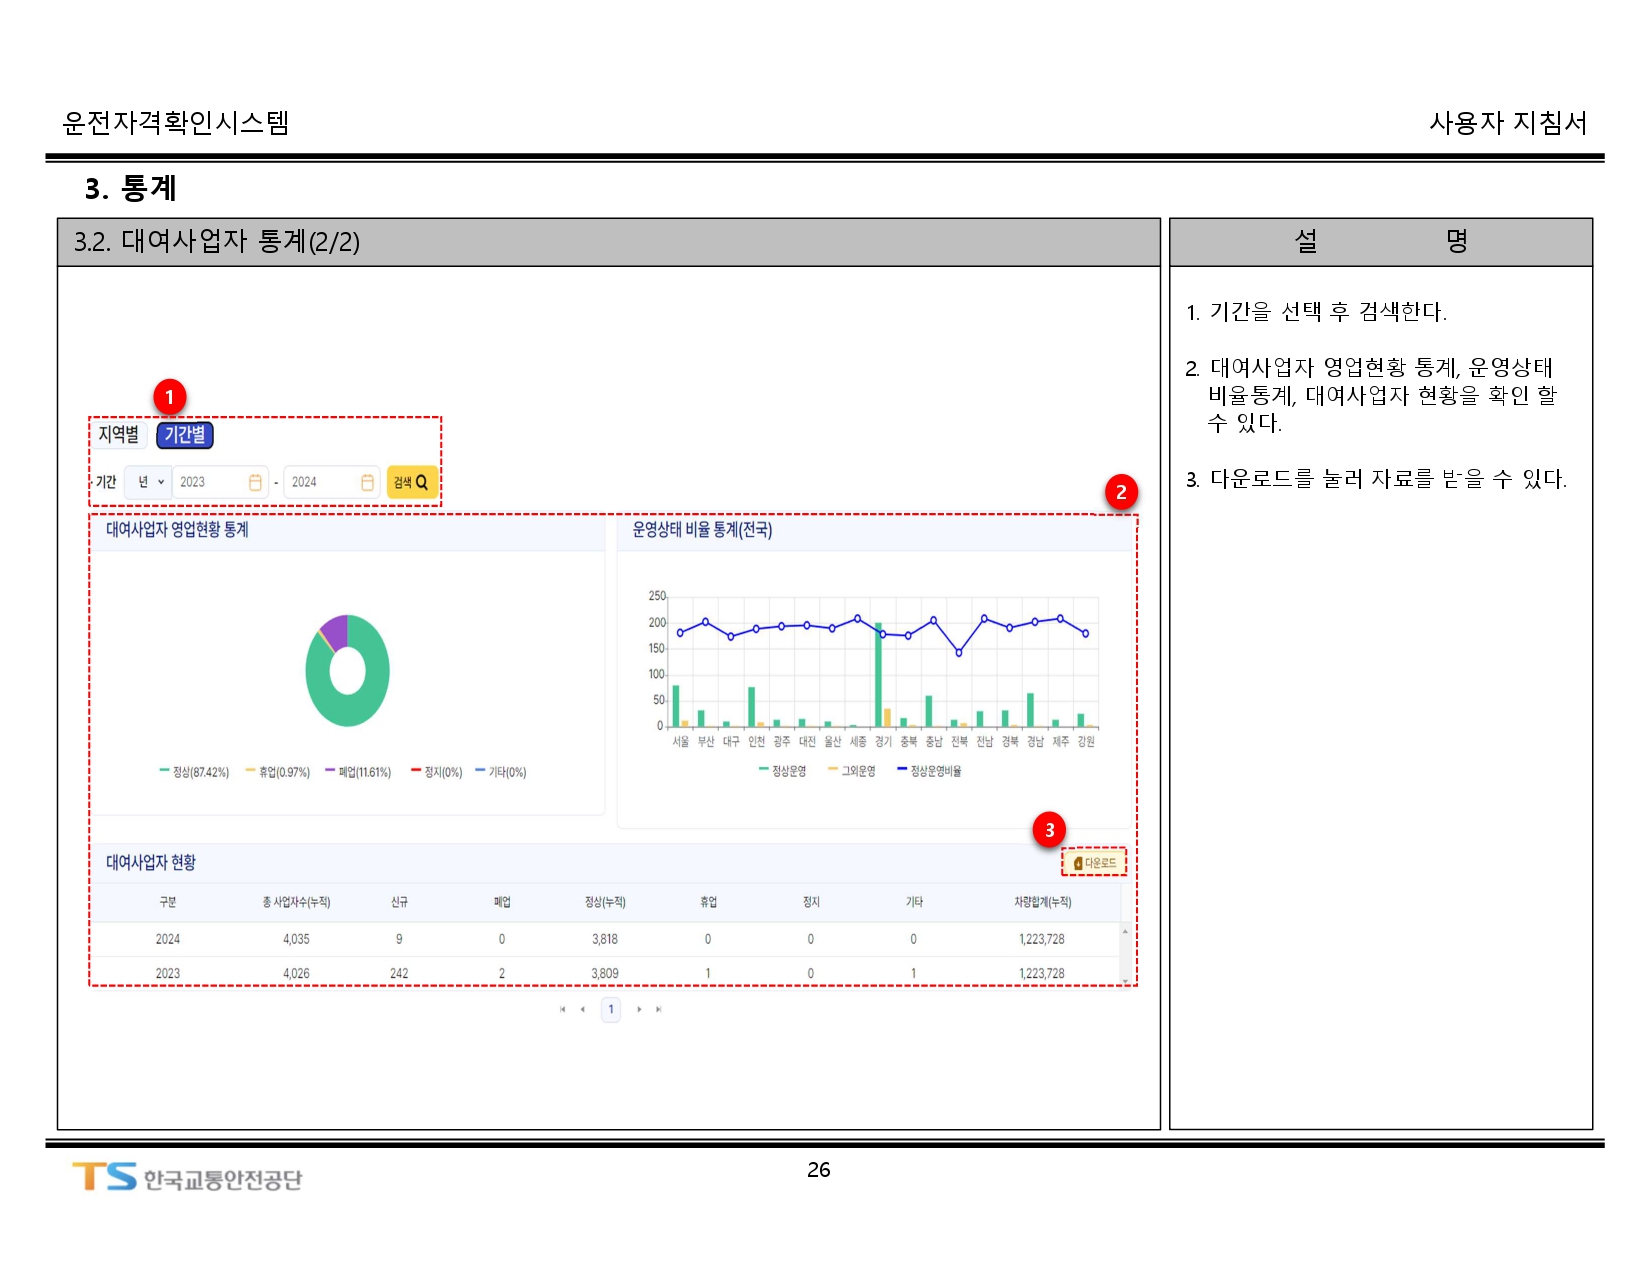 운전자격확인시스템
사용자 지침서
3. 통계
3.2. 대여사업자 통계(2/2)
설 명
1. 기간을 선택 후 검색한다.
2. 대여사업자 영업현황 통계, 운영상태
비율통계, 대여사업자 현황을 확인 할
수 있다.
3. 다운로드를 눌러 자료를 받을 수 있다.
1
지역별 기간별
기간 년 2023 - 2024 검색
2
대여사업자 영업현황 통계
정상(87.42%) 휴업(0.97%) 폐업(11.61%) 정지(0%) 기타(0%)
운영상태 비율 통계(전국)
250
200
150
100
50
0
서울 부산 대구 인천 광주 대전 울산 세종 경기 충북 충남 전북 전남 경북 경남 제주 강원
정상운영 그외운영 정상운영비율
3
대여사업자 현황
다운로드
구분 총 사업자수(누적) 신규 폐업 정상(누적) 휴업 정지 기타 차량합계(누적)
2024 4,035 9 0 3,818 0 0 0 1,223,728
2023 4,026 242 2 3,809 1 0 1 1,223,728
1
TS 한국교통안전공단
26